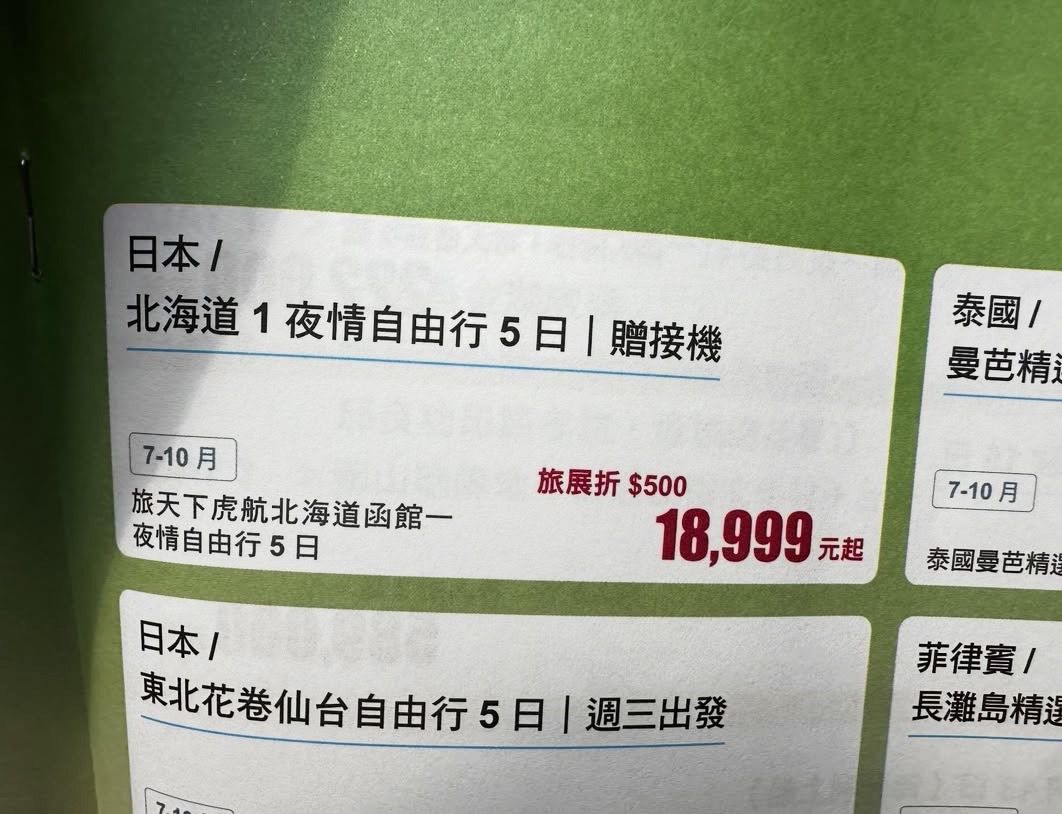 日本 /
北海道 1 夜情自由行 5 日｜贈接機
7-10 月
旅天下虎航北海道函館一
夜情自由行 5 日
旅展折 $500
18,999 元起
泰國 /
曼芭精選
7-10 月
泰國曼芭精選
日本 /
東北花卷仙台自由行 5 日｜週三出發
菲律賓 /
長灘島精選